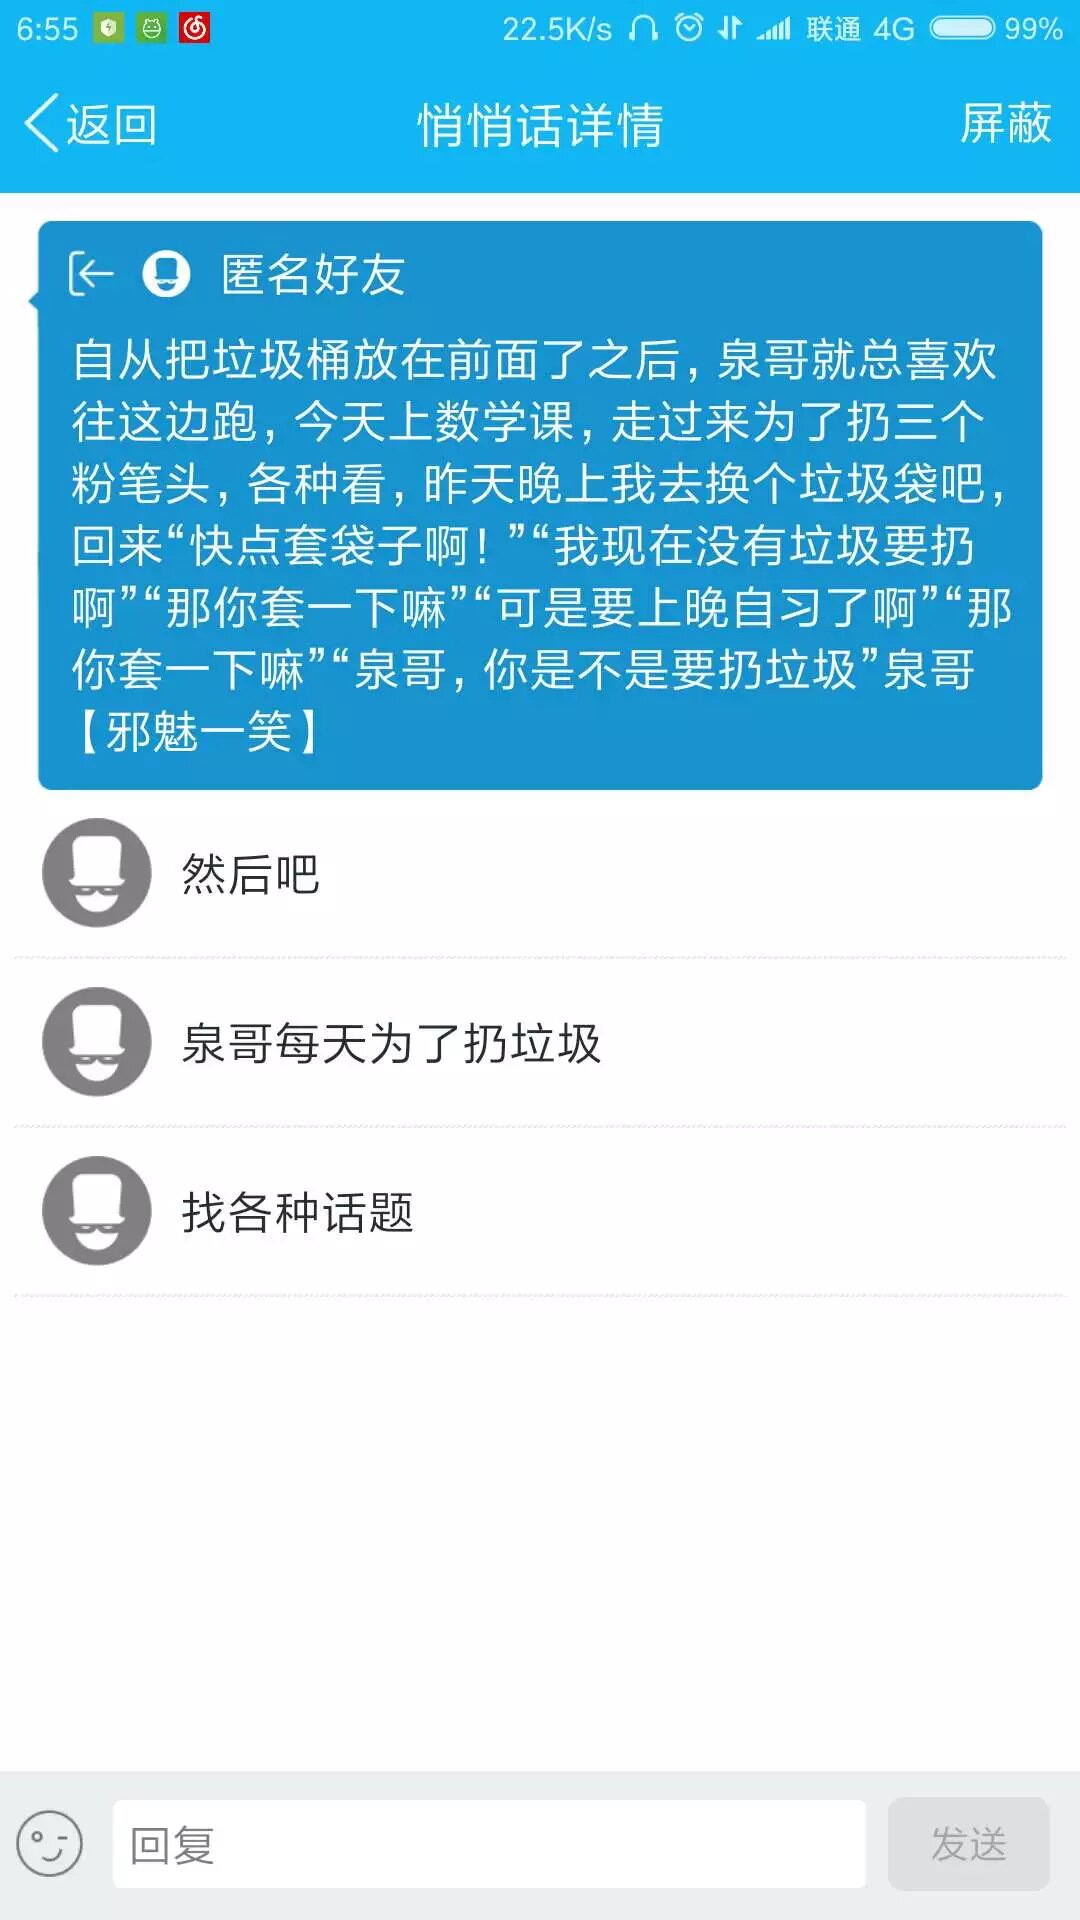 6:55 22.5K/s 联通 4G 99%
返回 悄悄话详情 屏蔽
匿名好友
自从把垃圾桶放在前面了之后，泉哥就总喜欢
往这边跑，今天上数学课，走过来为了扔三个
粉笔头，各种看，昨天晚上我去换个垃圾袋吧，
回来“快点套袋子啊！”“我现在没有垃圾要扔
啊”“那你套一下嘛”“可是要上晚自习了啊”“那
你套一下嘛”“泉哥，你是不是要扔垃圾”泉哥
【邪魅一笑】
然后吧
泉哥每天为了扔垃圾
找各种话题
回复 发送